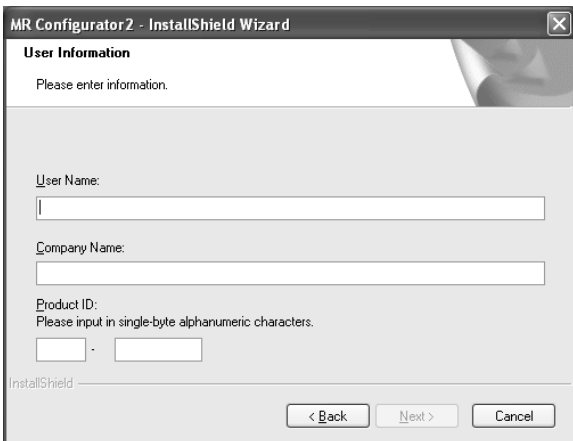 MR Configurator2 - InstallShield Wizard
User Information
Please enter information.
User Name:
Company Name:
Product ID:
Please input in single-byte alphanumeric characters.
-
InstallShield
< Back Next > Cancel